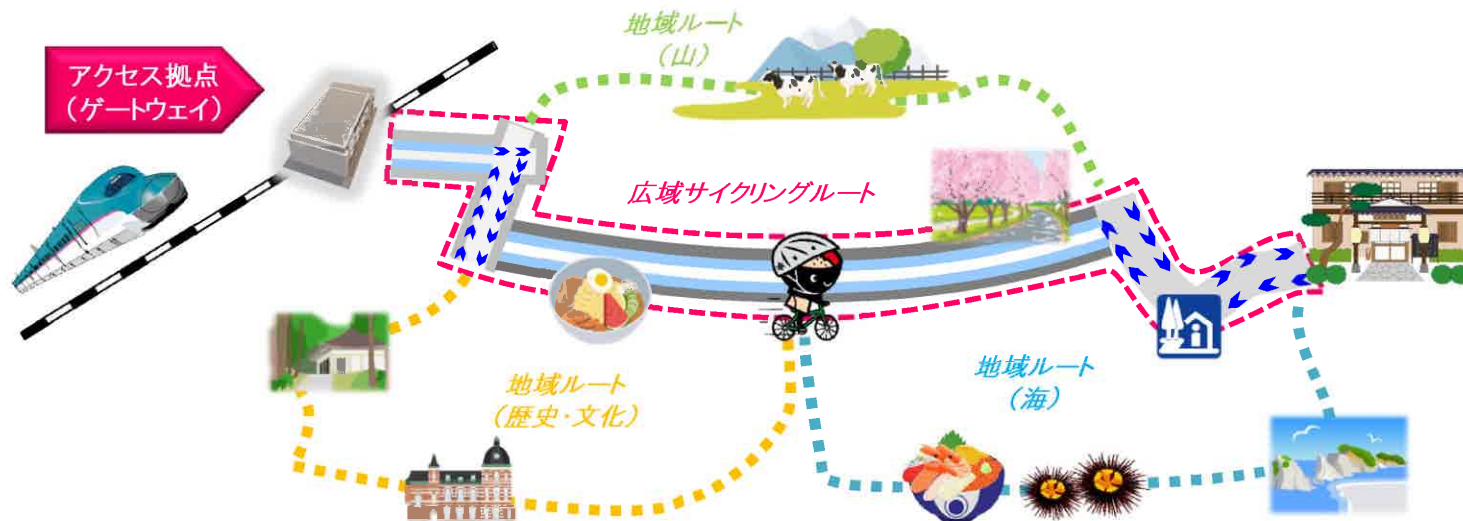 地域ルート
（山）
アクセス拠点
（ゲートウェイ）
広域サイクリングルート
地域ルート
（歴史・文化）
地域ルート
（海）